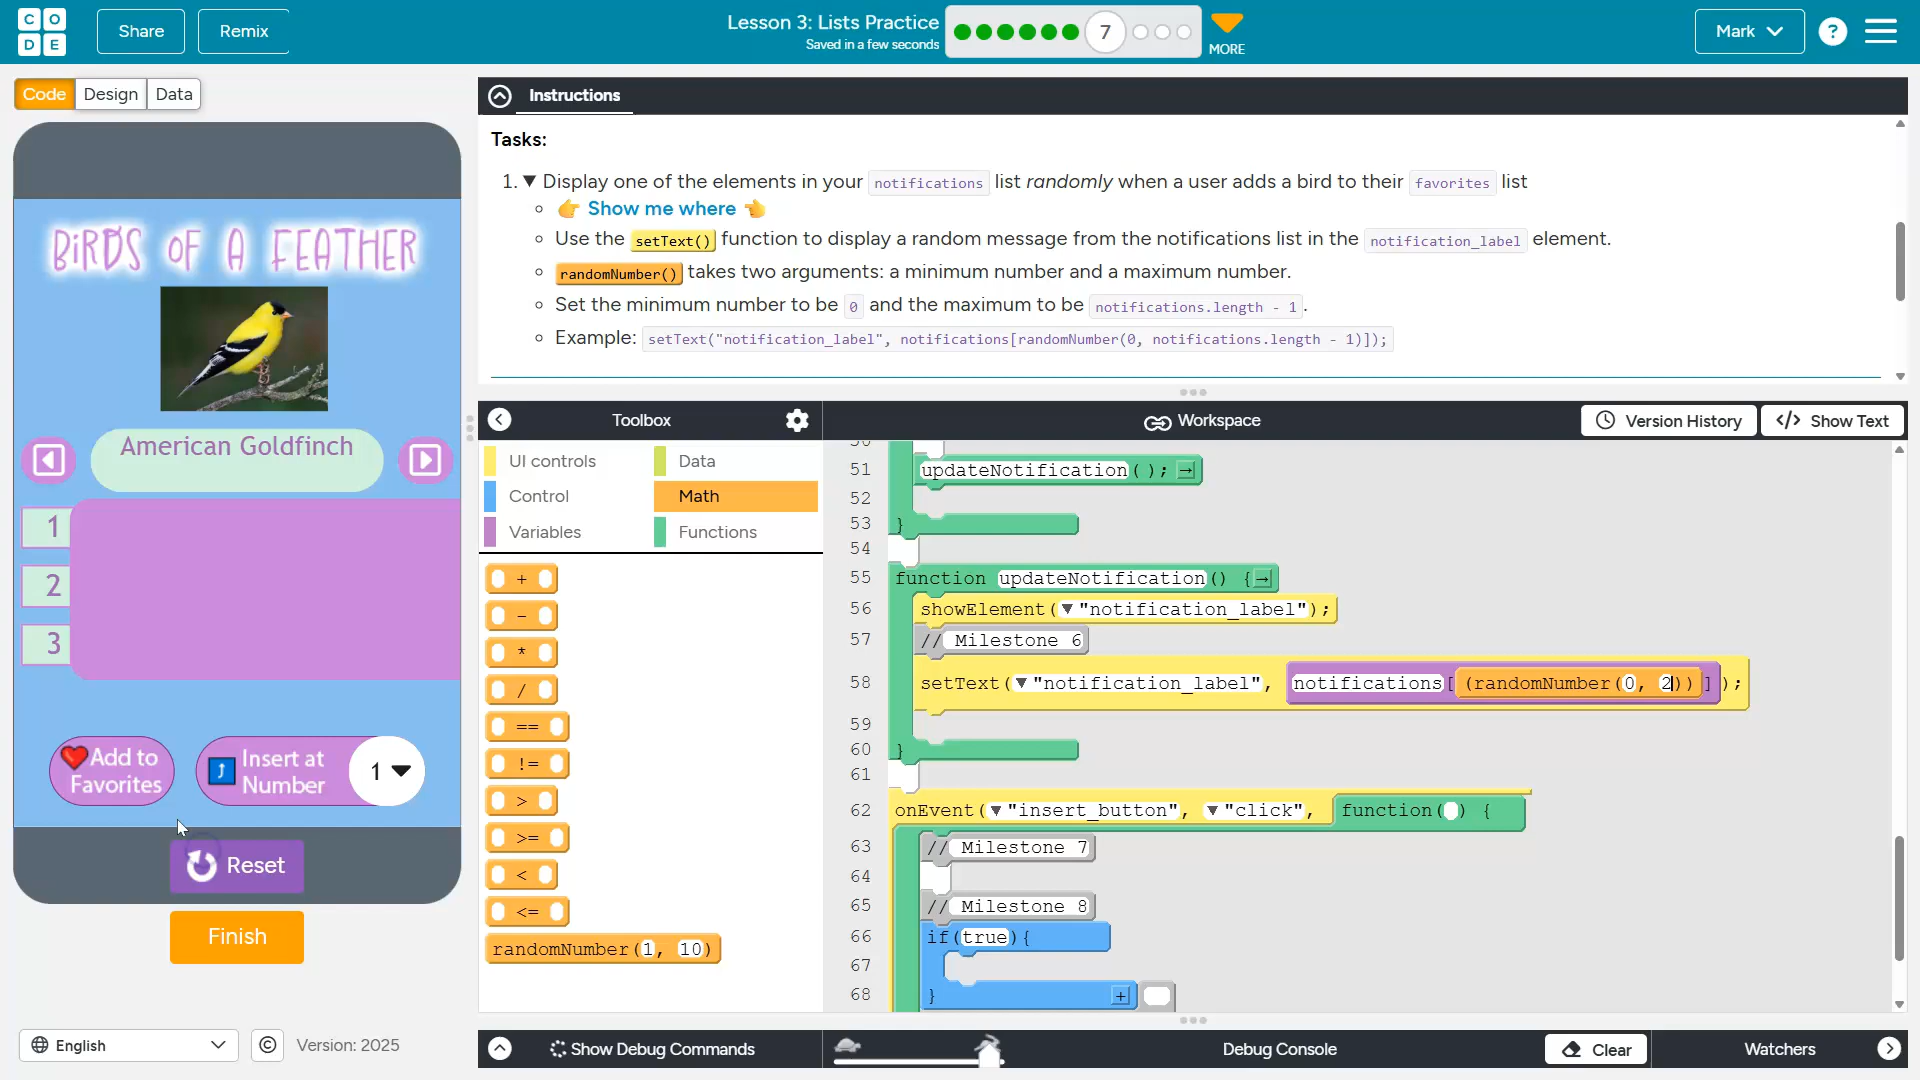 CODE
Share
Remix
Lesson 3: Lists Practice
Saved in a few seconds
7
MORE
Mark
?
Code
Design
Data
BiRDS OF A FEATHER
American Goldfinch
1
2
3
Add to
Favorites
Insert at
Number
1
Reset
Finish
English
©
Version: 2025
Instructions
Tasks:
1. ▼ Display one of the elements in your notifications list randomly when a user adds a bird to their favorites list
👉 Show me where 👈
Use the setText() function to display a random message from the notifications list in the notification_label element.
randomNumber() takes two arguments: a minimum number and a maximum number.
Set the minimum number to be 0 and the maximum to be notifications.length - 1.
Example: setText("notification_label", notifications[randomNumber(0, notifications.length - 1)]);
Toolbox
UI controls
Data
Control
Math
Variables
Functions
+
-
*
/
==
!=
>
>=
<
<=
randomNumber(1, 10)
Workspace
Version History
</> Show Text
50
51 updateNotification(); →
52
53 }
54
55 function updateNotification() {→
56 showElement(▼"notification_label");
57 // Milestone 6
58 setText(▼"notification_label", notifications[(randomNumber(0, 2))]);
59
60 }
61
62 onEvent(▼"insert_button", ▼"click", function() {
63 // Milestone 7
64
65 // Milestone 8
66 if(true){
67
68 } +
Show Debug Commands
Debug Console
Clear
Watchers